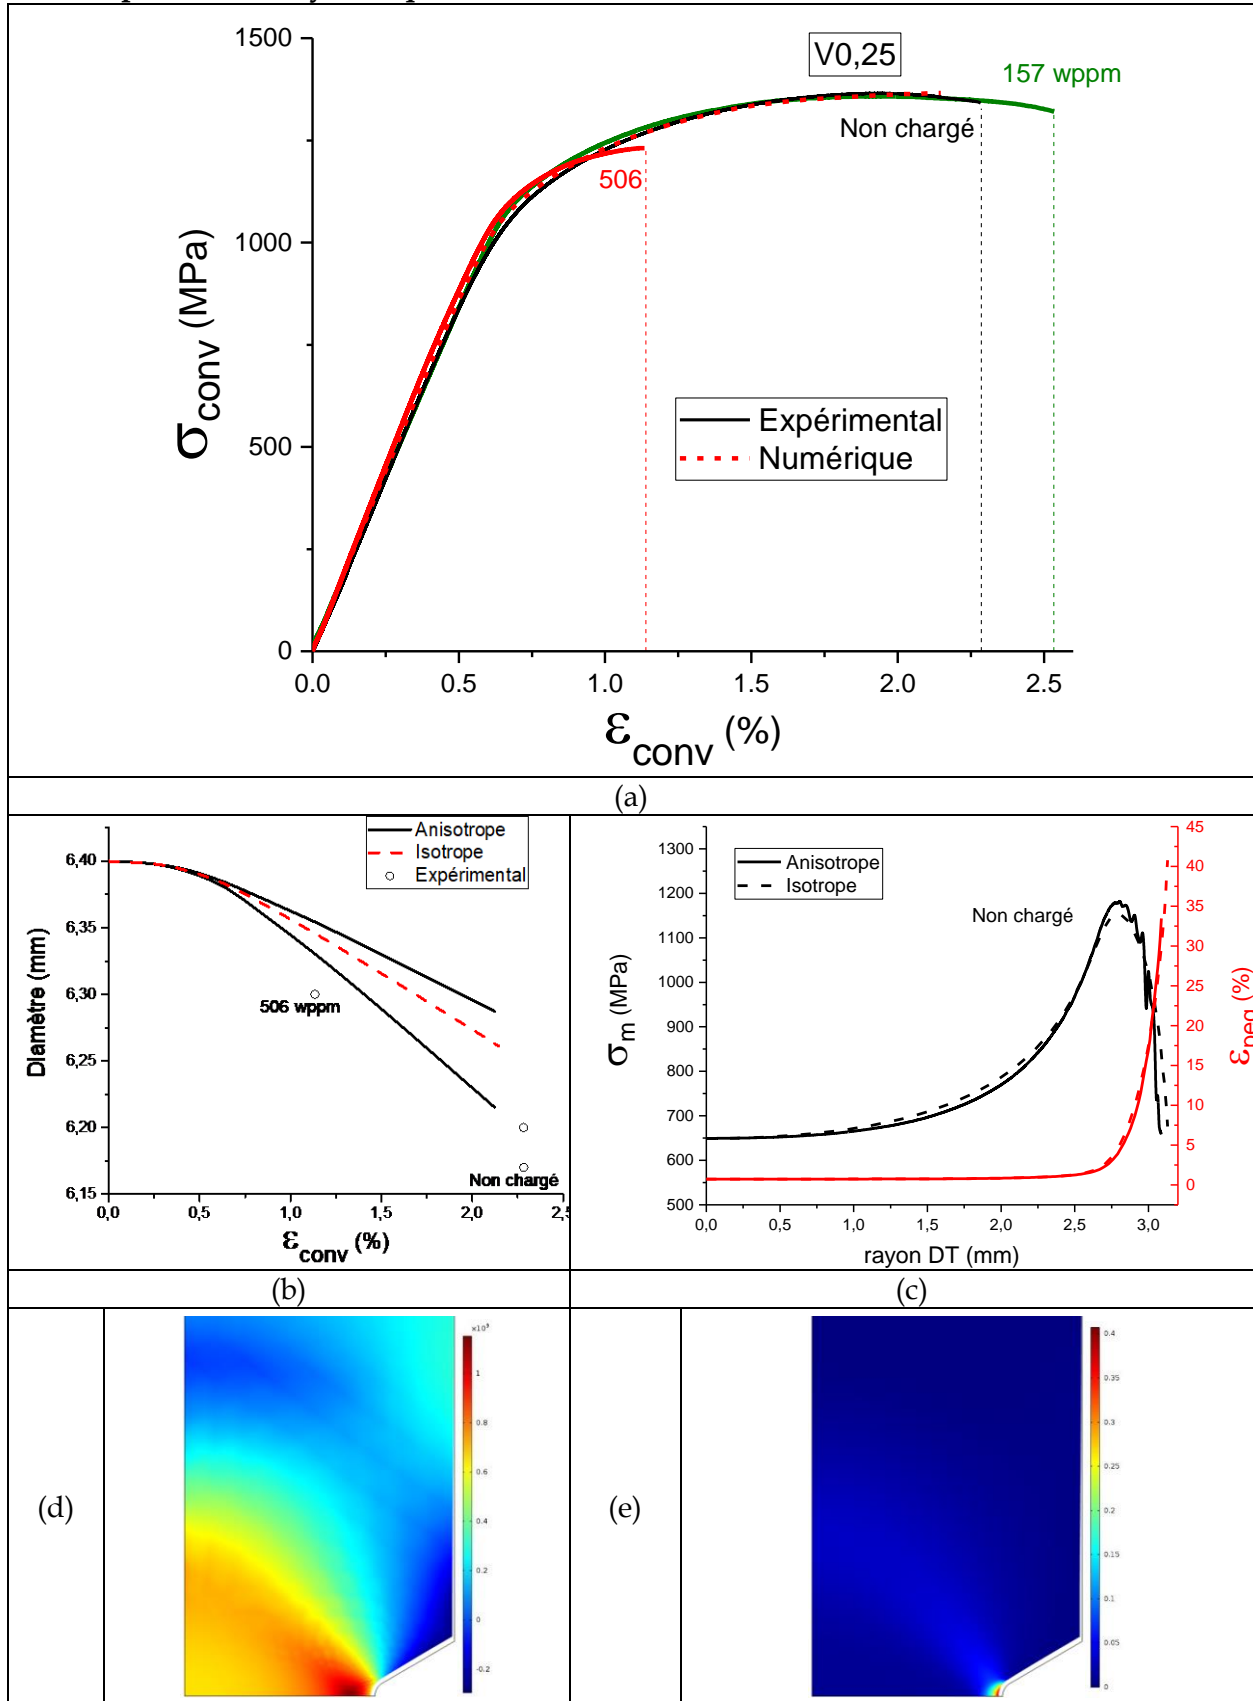 1500
V0,25
157 wppm
Non chargé
506
1000
500
0
σconv (MPa)
Expérimental
Numérique
0.0 0.5 1.0 1.5 2.0 2.5
εconv (%)
(a)
Anisotrope
Isotrope
Expérimental
6,40
6,35
6,30
6,25
6,20
6,15
Diamètre (mm)
506 wppm
Non chargé
0,0 0,5 1,0 1,5 2,0 2,5
εconv (%)
(b)
Anisotrope
Isotrope
Non chargé
1300
1200
1100
1000
900
800
700
600
500
σm (MPa)
45
40
35
30
25
20
15
10
5
0
εpeq (%)
0,0 0,5 1,0 1,5 2,0 2,5 3,0
rayon DT (mm)
(c)
(d)
×10³
1
0.8
0.6
0.4
0.2
0
-0.2
(e)
0.4
0.35
0.3
0.25
0.2
0.15
0.1
0.05
0